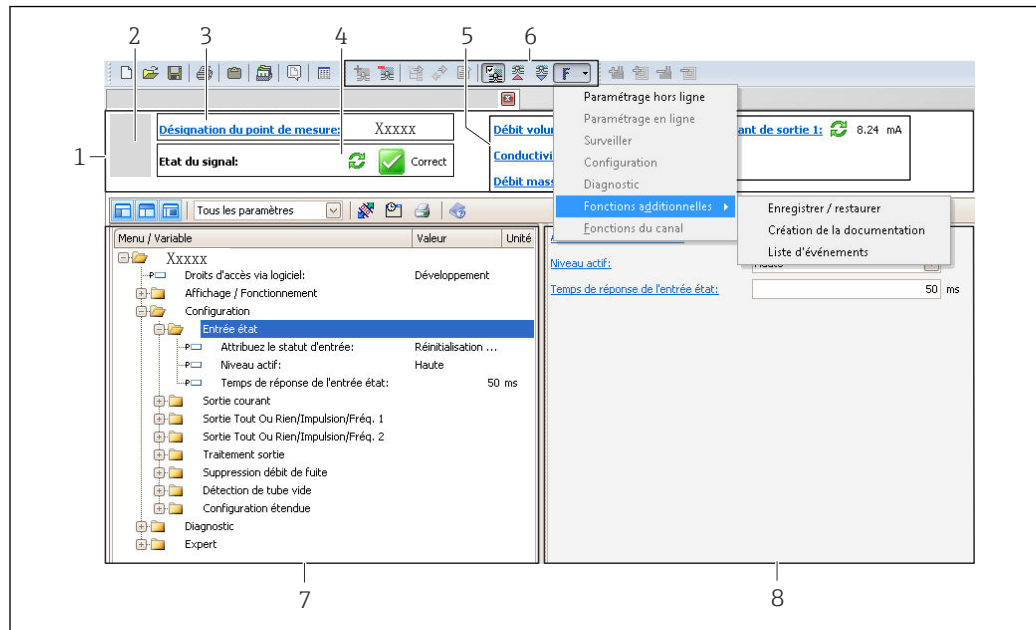 2 3 4 5 6
F
Désignation du point de mesure: Xxxxx
1
Etat du signal: Correct
Débit volu
Conductivi
Débit mas
ant de sortie 1: 8.24 mA
Paramétrage hors ligne
Paramétrage en ligne
Surveiller
Configuration
Diagnostic
Fonctions additionnelles
Fonctions du canal
Enregistrer / restaurer
Création de la documentation
Liste d'événements
Tous les paramètres
Menu / Variable Valeur Unité
Xxxxx
Droits d'accès via logiciel: Développement
Affichage / Fonctionnement
Configuration
Entrée état
Attribuez le statut d'entrée: Réinitialisation ...
Niveau actif: Haute
Temps de réponse de l'entrée état: 50 ms
Sortie courant
Sortie Tout Ou Rien/Impulsion/Fréq. 1
Sortie Tout Ou Rien/Impulsion/Fréq. 2
Traitement sortie
Suppression débit de fuite
Détection de tube vide
Configuration étendue
Diagnostic
Expert
Niveau actif: Haute
Temps de réponse de l'entrée état: 50 ms
7 8